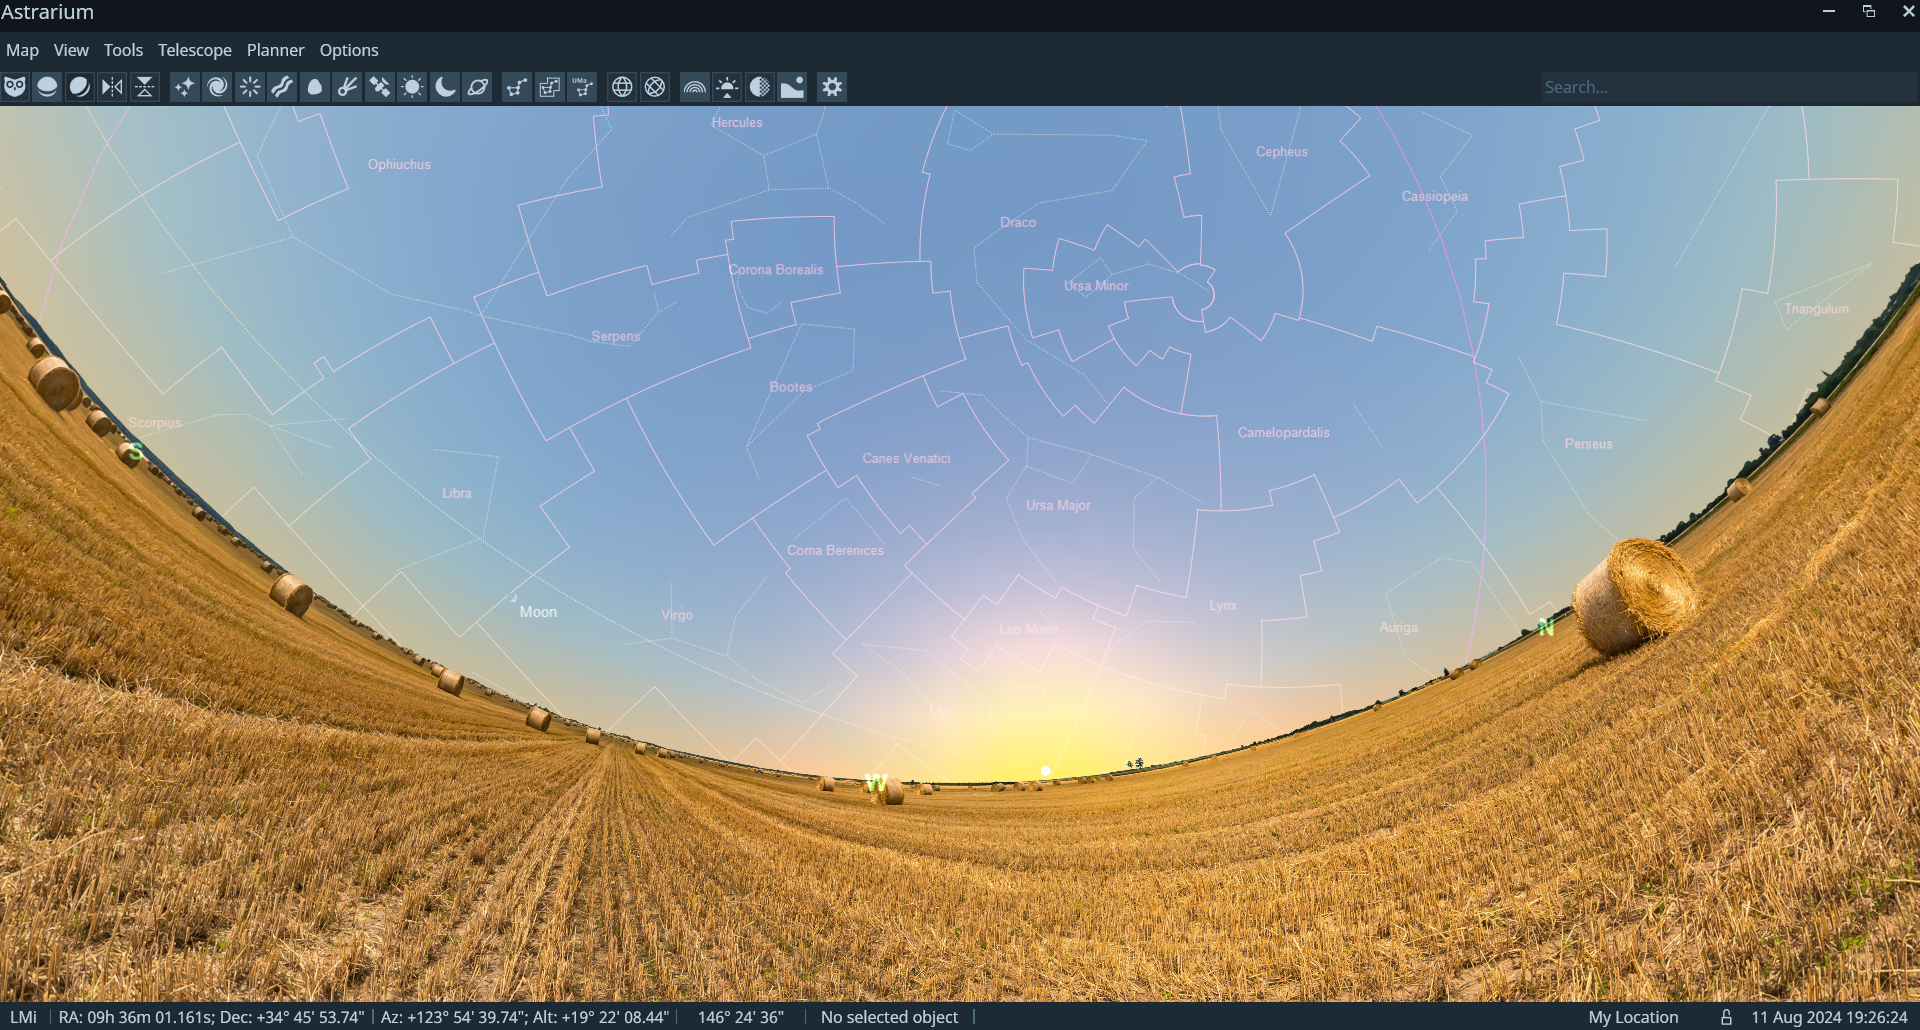 Astrarium
Map View Tools Telescope Planner Options
UMa
Search...
Hercules
Ophiuchus
Cepheus
Cassiopeia
Draco
Corona Borealis
Ursa Minor
Triangulum
Serpens
Bootes
Scorpius
S
Camelopardalis
Perseus
Canes Venatici
Libra
Ursa Major
Coma Berenices
Moon
Virgo
Lynx
Leo Minor
Auriga
N
Leo
W
LMi RA: 09h 36m 01.161s; Dec: +34° 45' 53.74" Az: +123° 54' 39.74"; Alt: +19° 22' 08.44" 146° 24' 36" No selected object My Location 11 Aug 2024 19:26:24